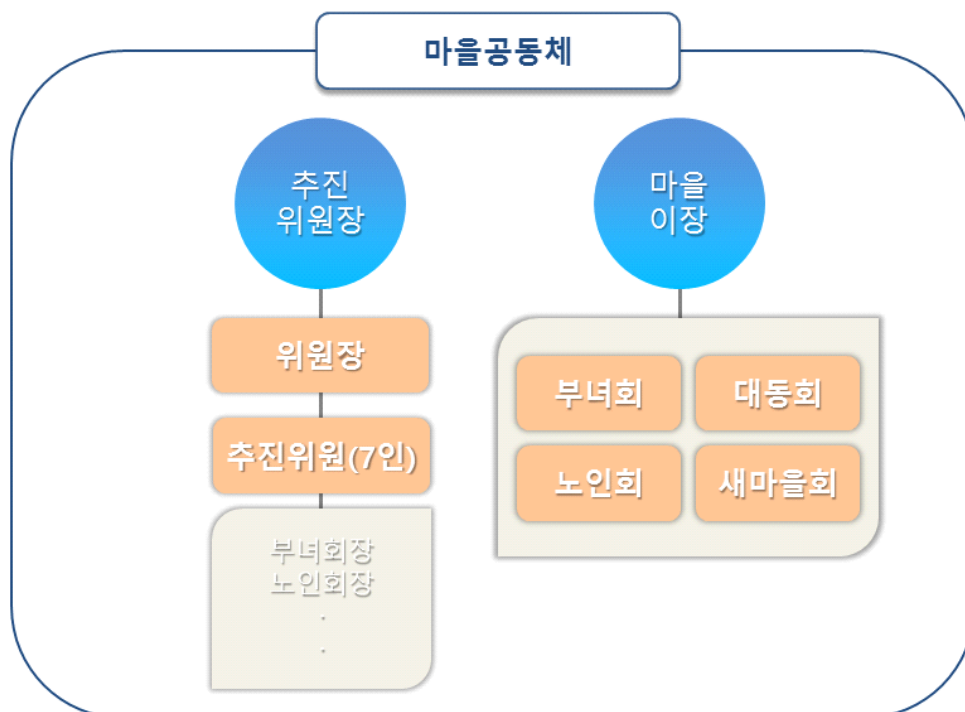 마을공동체
추진
위원장
위원장
추진위원(7인)
부녀회장
노인회장
.
.
마을
이장
부녀회
대동회
노인회
새마을회